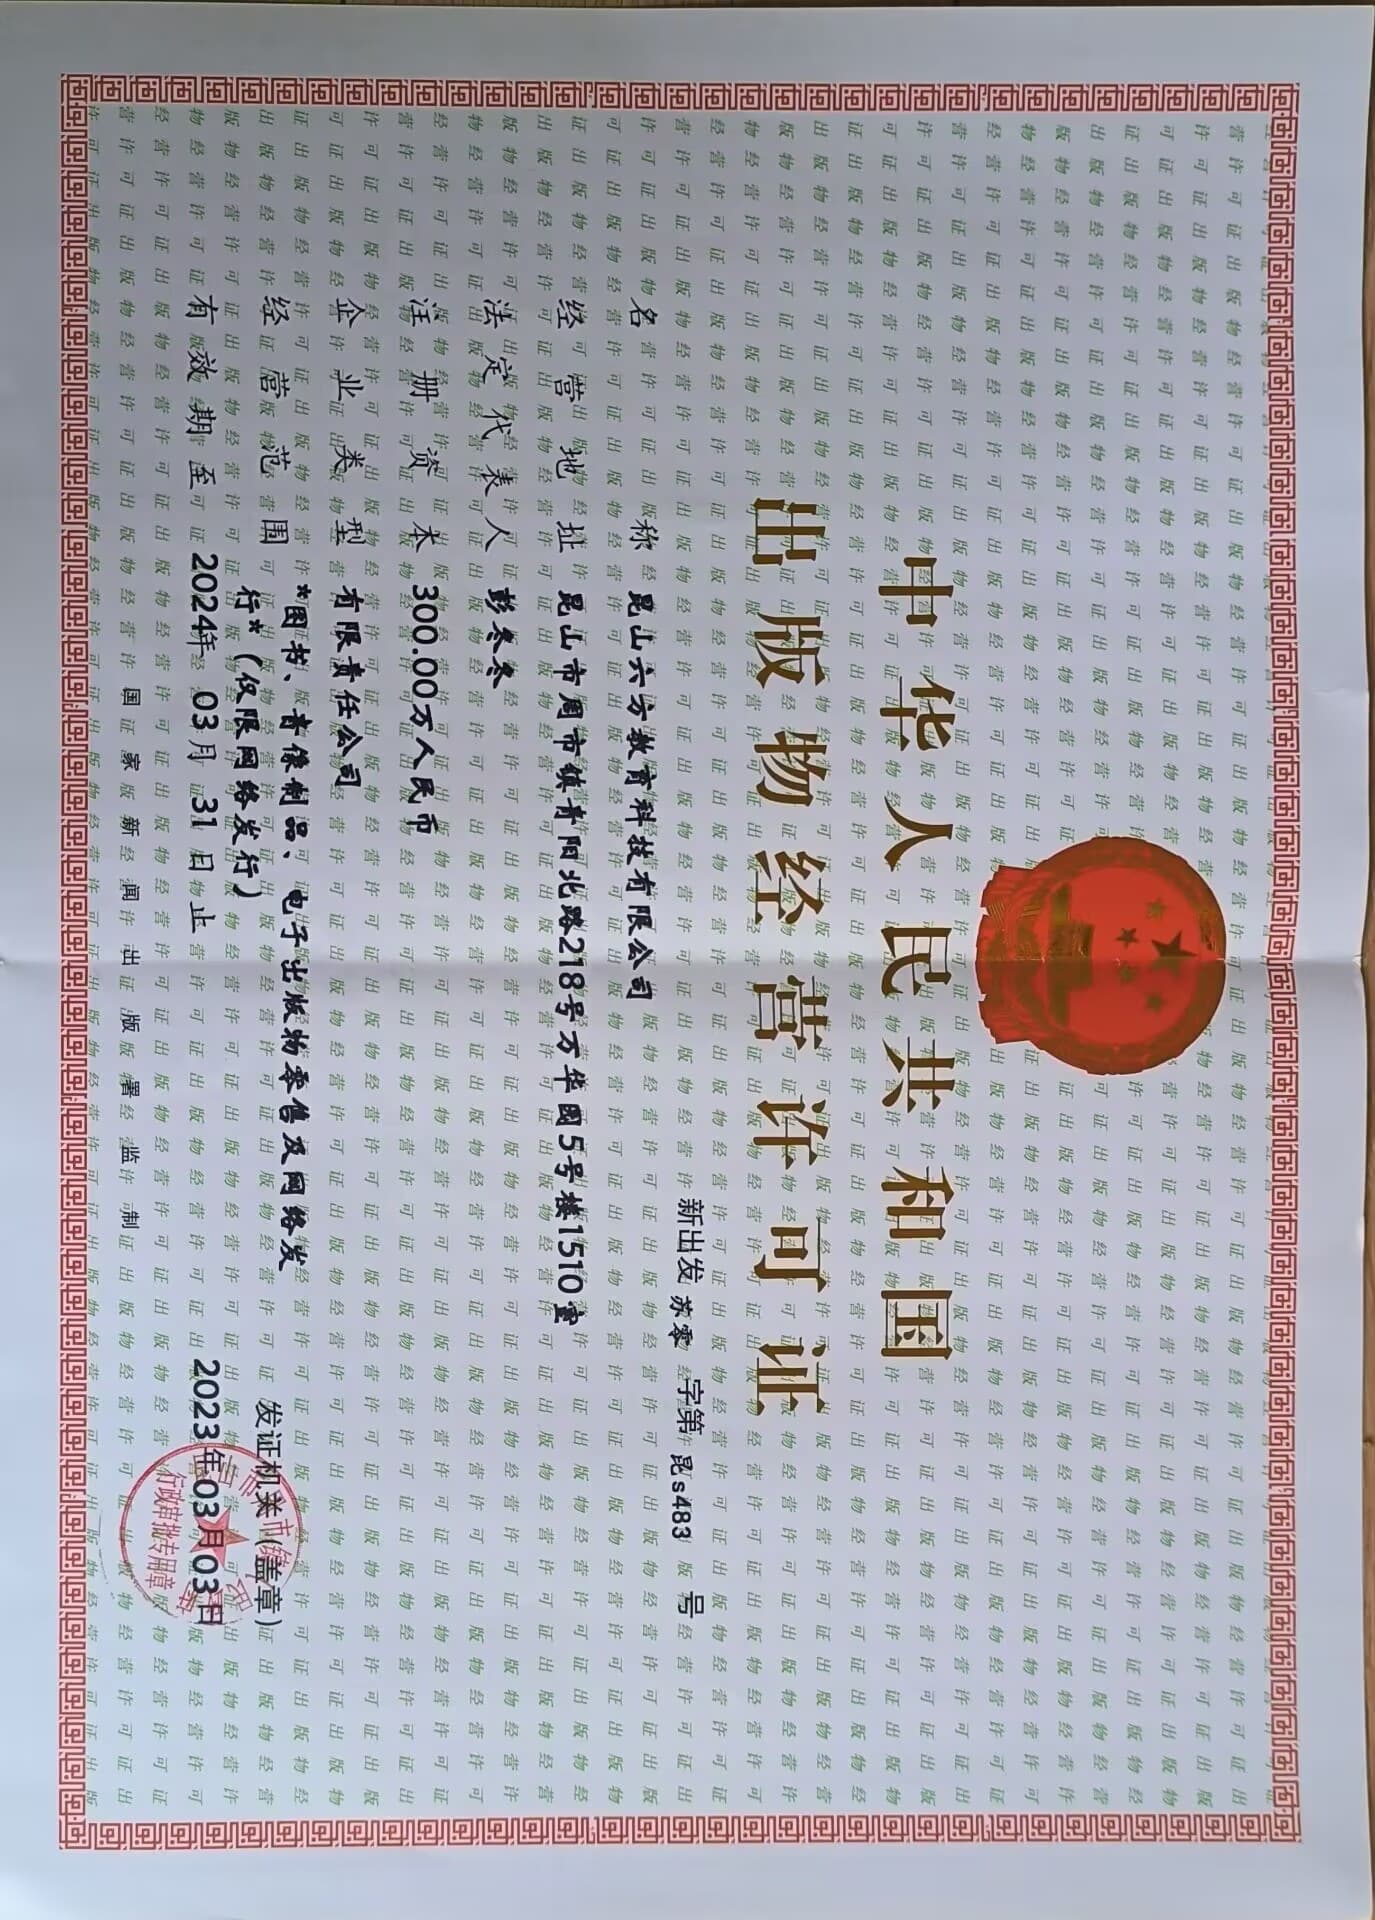 中华人民共和国
出版物经营许可证
新出发 苏零 字第 昆s483 号
名称 昆山六方教育科技有限公司
经营地址 昆山市周市镇青阳北路218号万华园5号楼1510室
法定代表人 彭冬冬
注册资本 300.00万人民币
企业类型 有限责任公司
经营范围 *图书、音像制品、电子出版物零售及网络发
行*（仅限网络发行）
有效期至 2024年 03月 31日止
发证机关（盖章）
2023年03月03日
行政审批专用章
国家新闻出版署监制